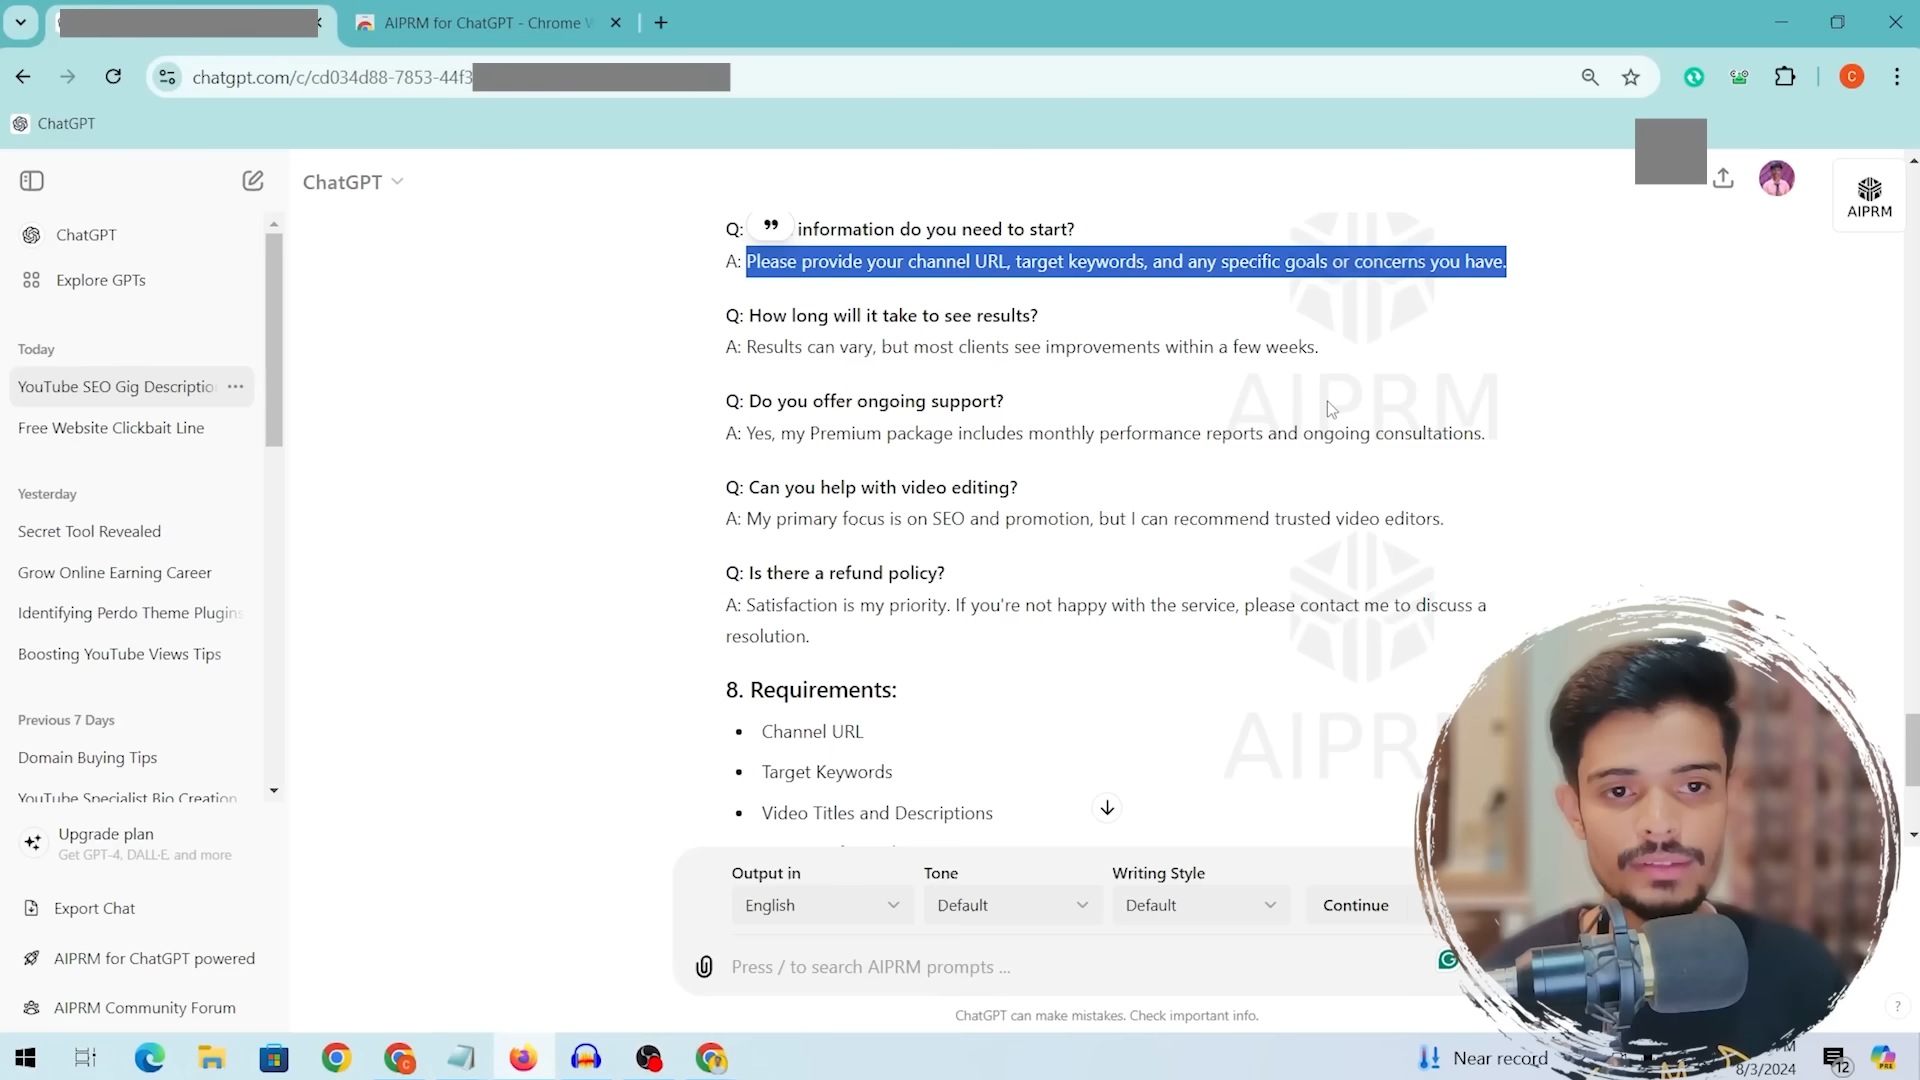 AIPRM for ChatGPT - Chrome W
chatgpt.com/c/cd034d88-7853-44f3
C
ChatGPT
ChatGPT
AIPRM
ChatGPT
Explore GPTs
Today
YouTube SEO Gig Descriptio
Free Website Clickbait Line
Yesterday
Secret Tool Revealed
Grow Online Earning Career
Identifying Perdo Theme Plugins
Boosting YouTube Views Tips
Previous 7 Days
Domain Buying Tips
YouTube Specialist Bio Creation
Upgrade plan
Get GPT-4, DALL·E, and more
Export Chat
AIPRM for ChatGPT powered
AIPRM Community Forum
Q: information do you need to start?
A: Please provide your channel URL, target keywords, and any specific goals or concerns you have.
Q: How long will it take to see results?
A: Results can vary, but most clients see improvements within a few weeks.
AIPRM
Q: Do you offer ongoing support?
A: Yes, my Premium package includes monthly performance reports and ongoing consultations.
Q: Can you help with video editing?
A: My primary focus is on SEO and promotion, but I can recommend trusted video editors.
Q: Is there a refund policy?
A: Satisfaction is my priority. If you're not happy with the service, please contact me to discuss a
resolution.
8. Requirements:
• Channel URL
• Target Keywords
• Video Titles and Descriptions
AIPR
Output in
Tone
Writing Style
English
Default
Default
Continue
Press / to search AIPRM prompts ...
ChatGPT can make mistakes. Check important info.
?
Near record
8/3/2024
12
PRE